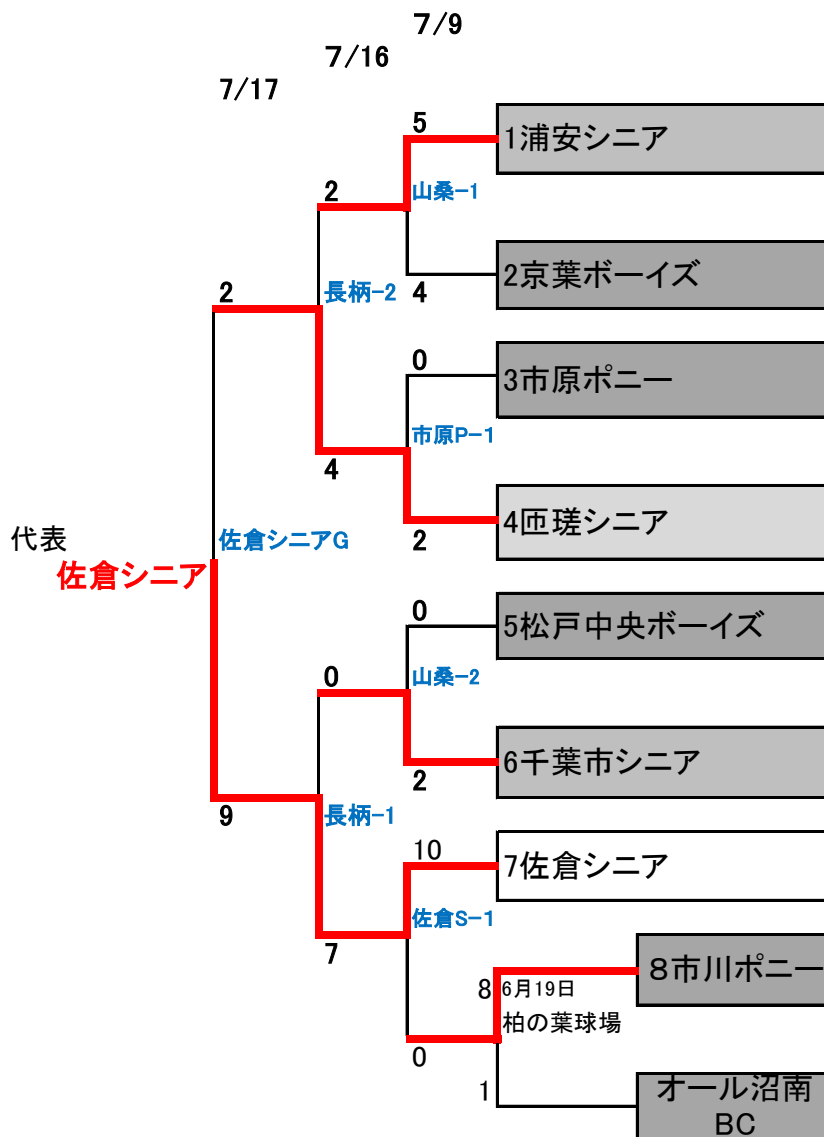 7/9
7/16
7/17
5
1浦安シニア
2
山桑-1
2京葉ボーイズ
2
長柄-2
4
0
3市原ポニー
市原P-1
4
4匝瑳シニア
2
代表
佐倉シニアG
佐倉シニア
0
5松戸中央ボーイズ
0
山桑-2
6千葉市シニア
2
9
長柄-1
10
7佐倉シニア
佐倉S-1
7
8市川ポニー
8
6月19日
柏の葉球場
0
1
オール沼南
BC